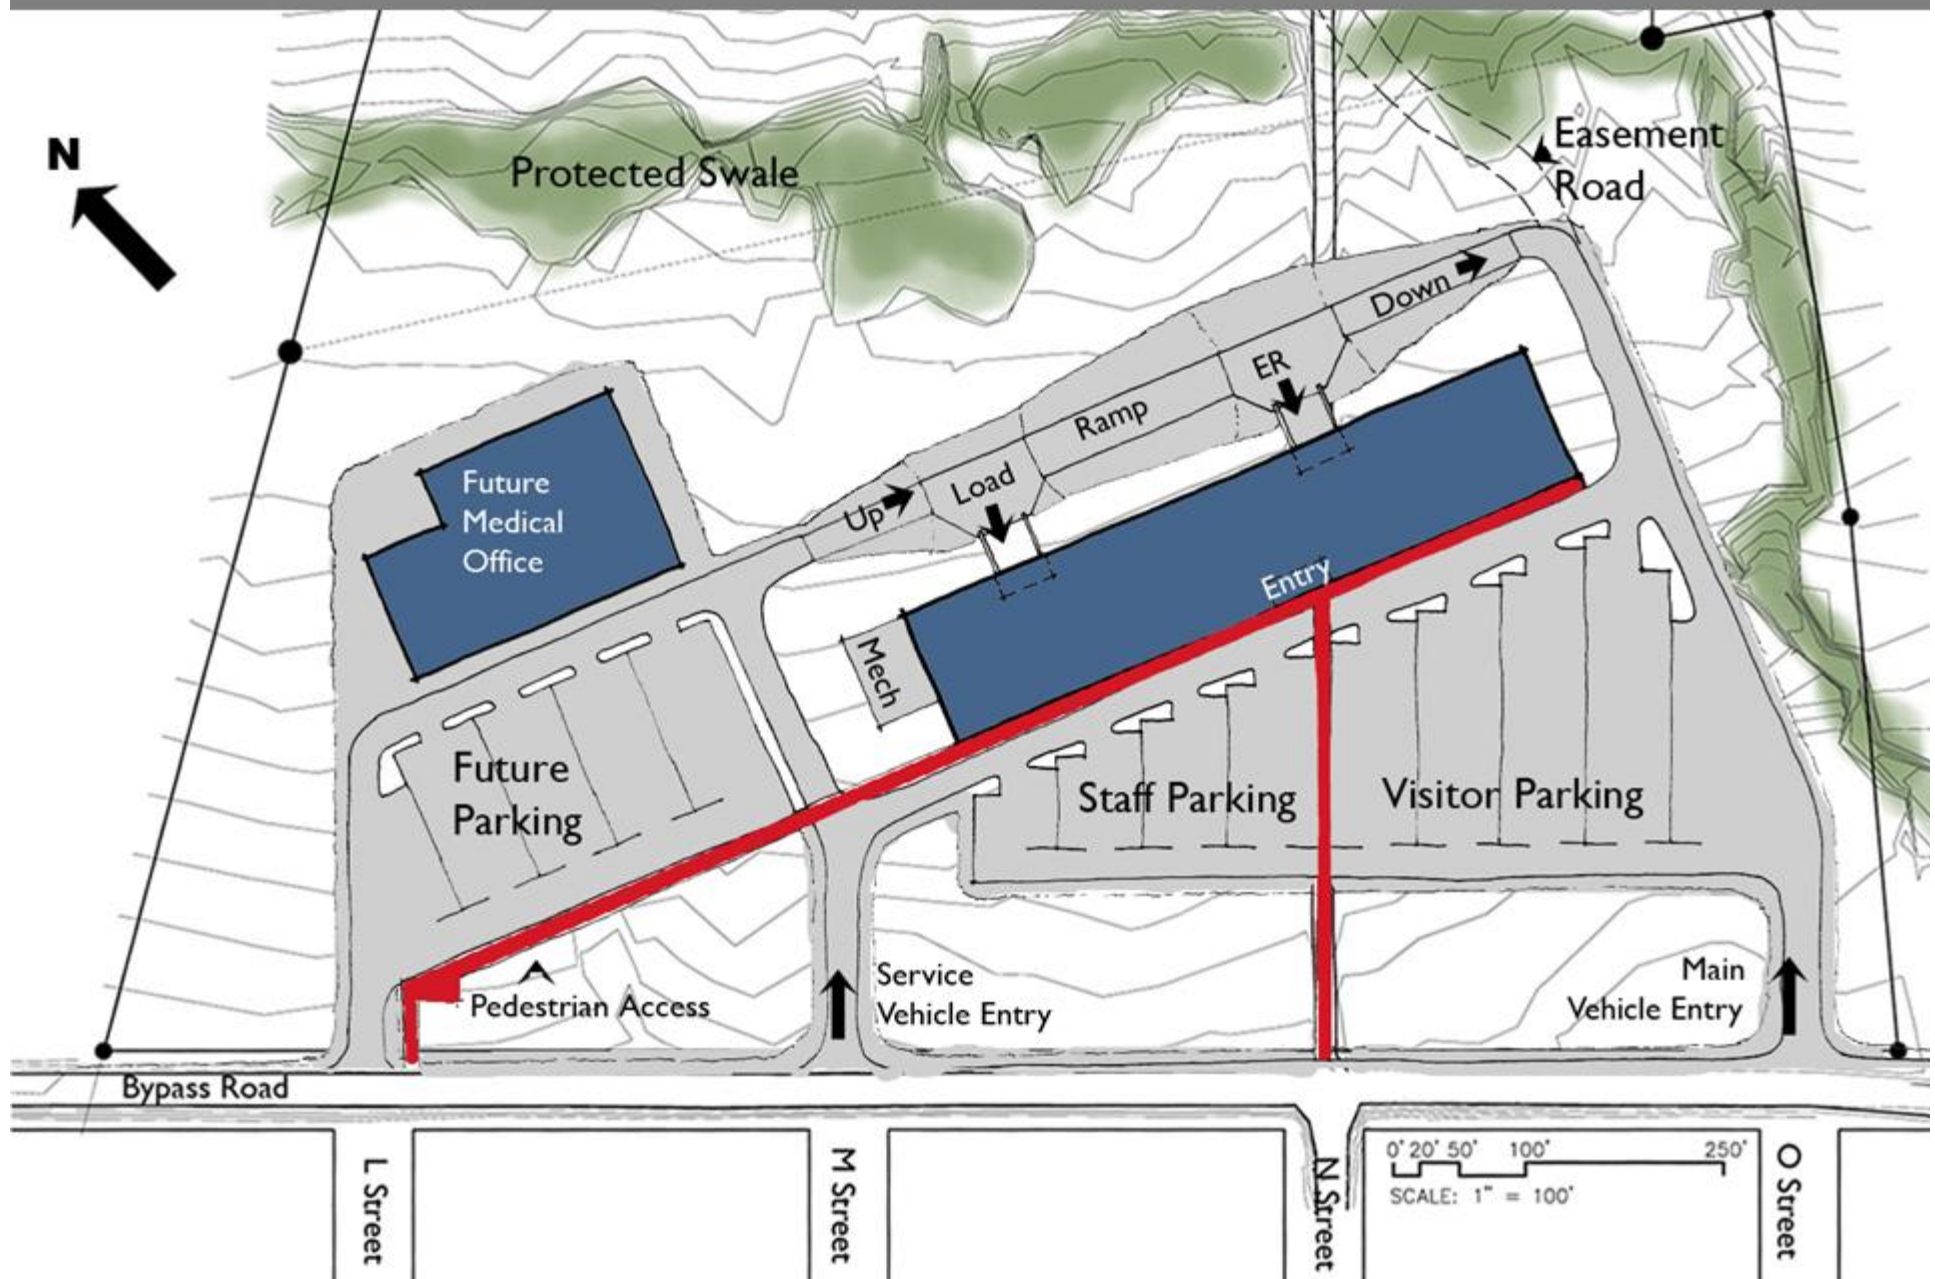 N
Protected Swale
Easement
Road
Down
ER
Ramp
Load
Up
Future
Medical
Office
Entry
Mech
Future
Parking
Staff Parking
Visitor Parking
Pedestrian Access
Service
Vehicle Entry
Main
Vehicle Entry
Bypass Road
L Street
M Street
N Street
O Street
0' 20' 50' 100' 250'
SCALE: 1" = 100'